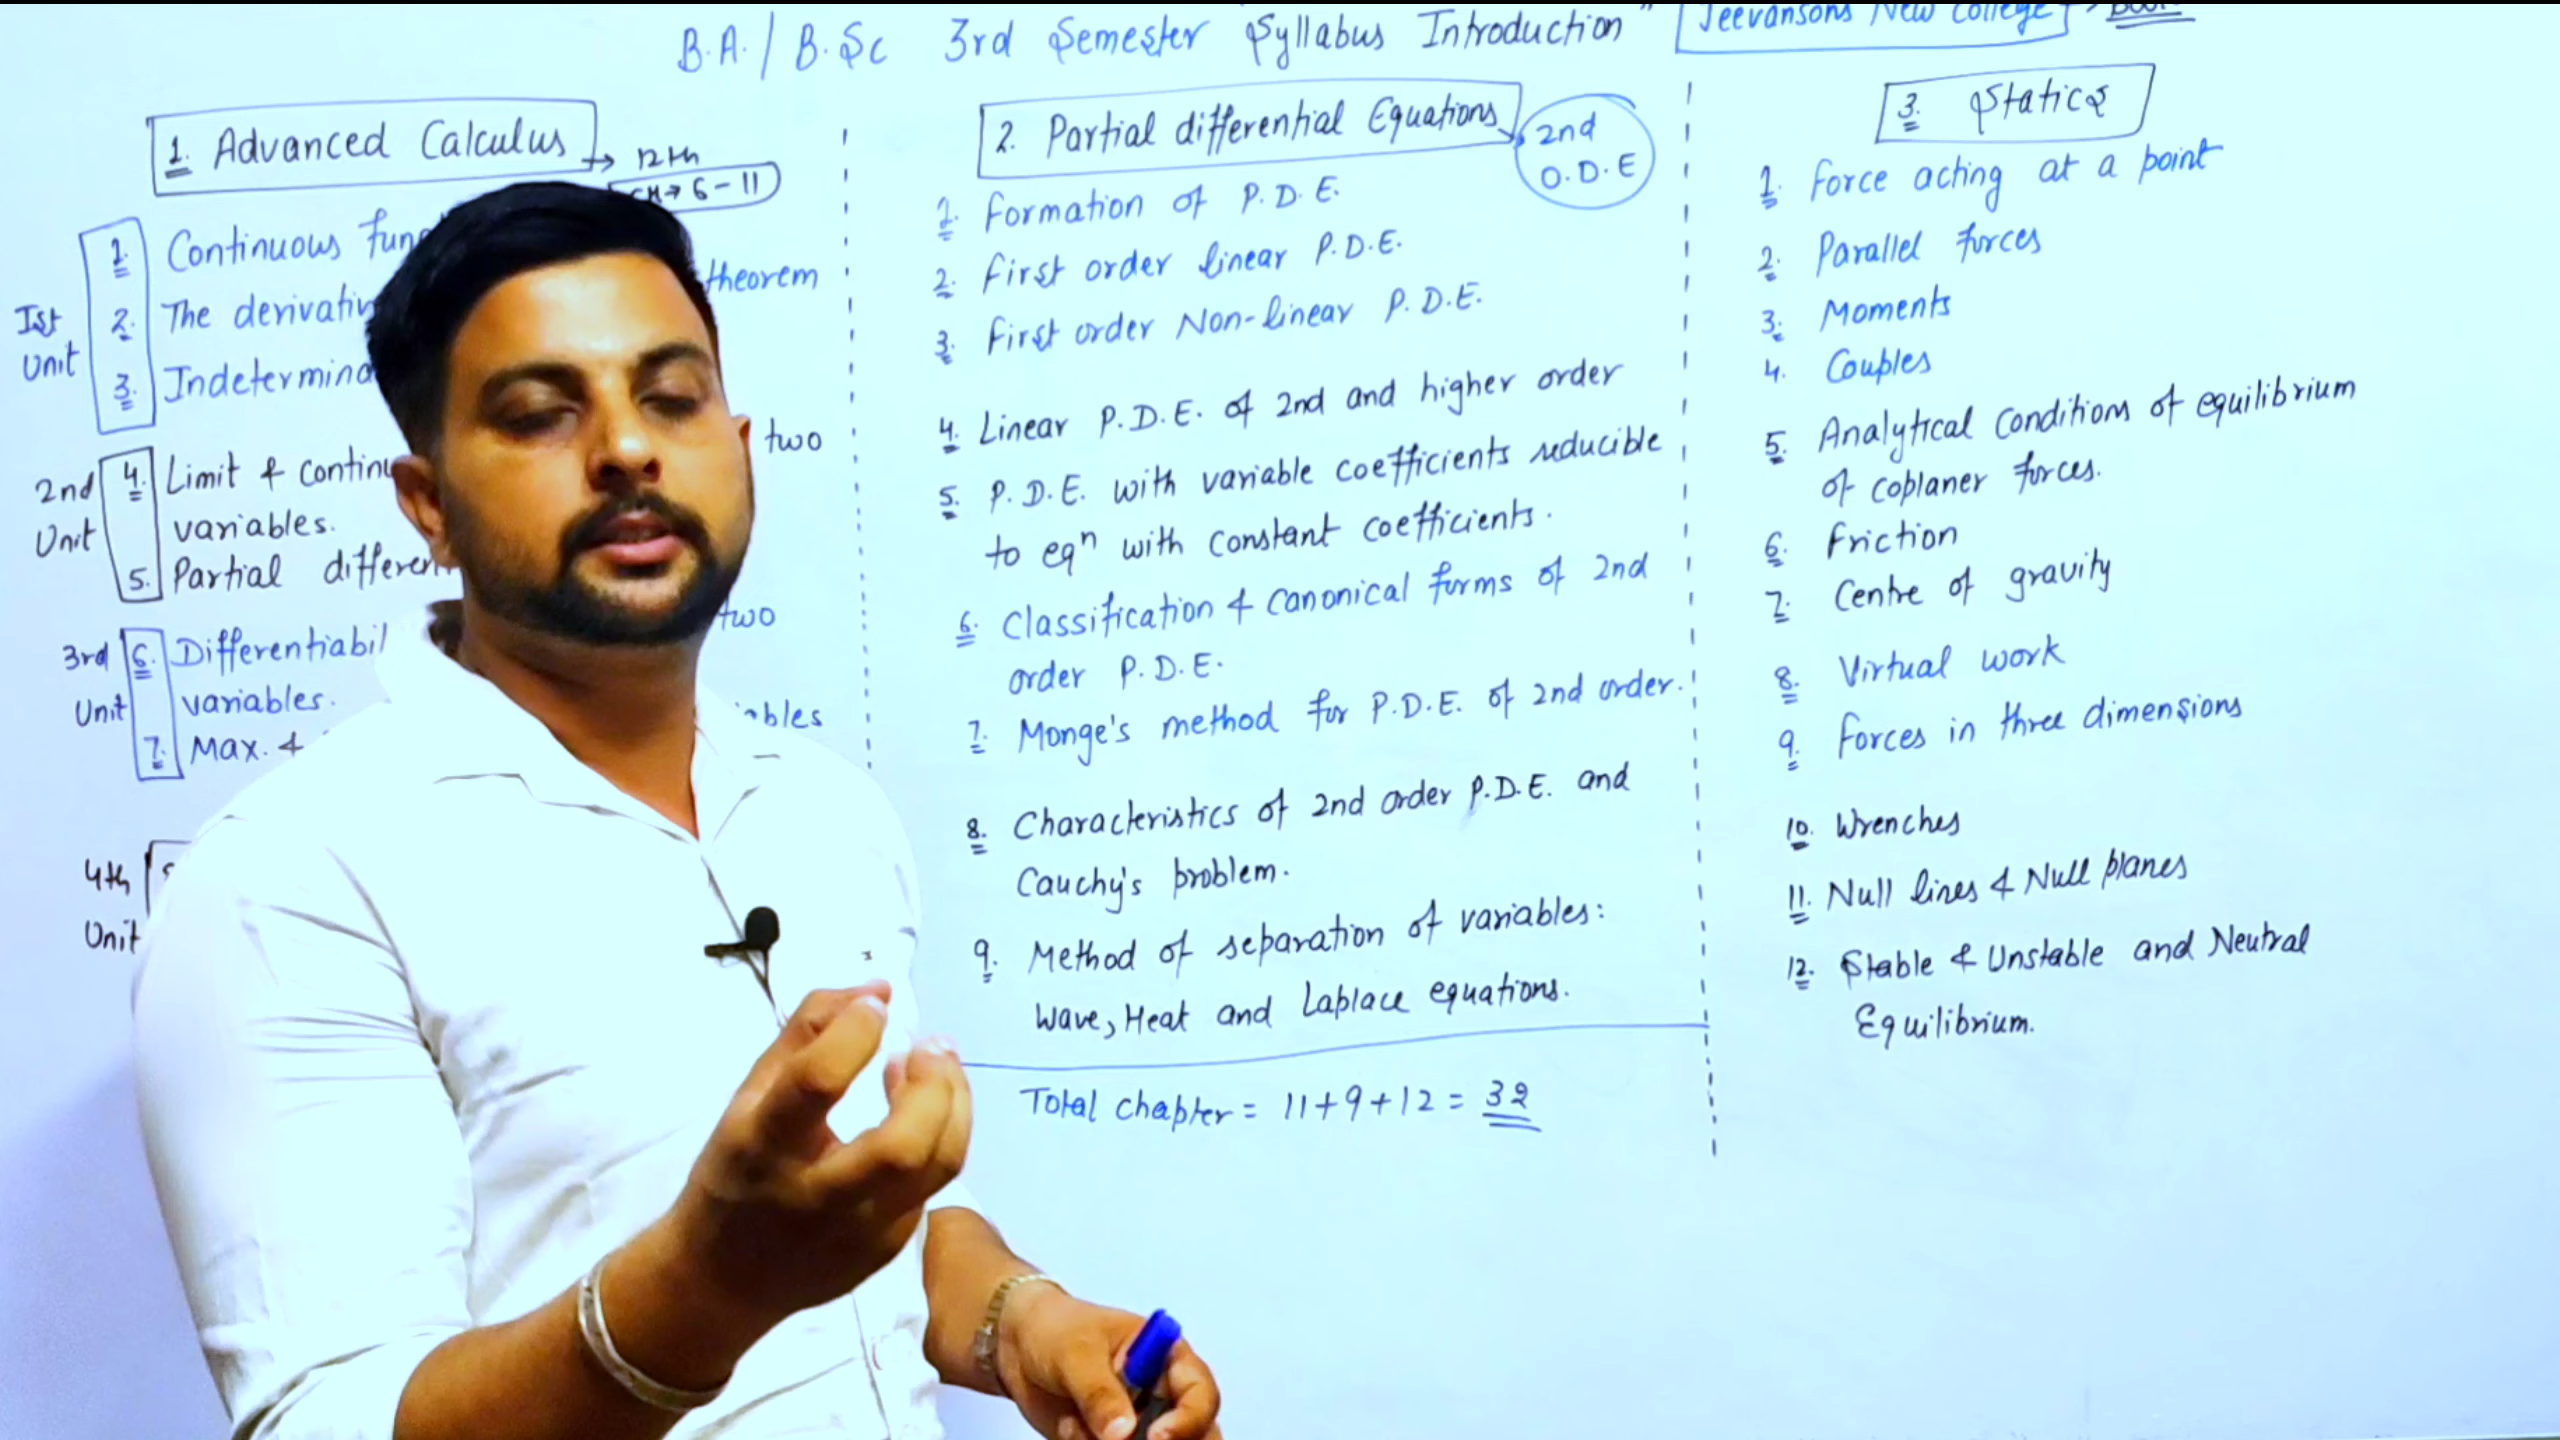 B.A./ B.Sc 3rd Semester "Syllabus Introduction"
Jeevansons New College → Book
1. Advanced Calculus → 12th
CH → 6-11
Ist Unit
1. Continuous
theorem
2. The
3.
2nd Unit
4. Limit &
two
variables.
5. Partial
3rd Unit
6.
two
variables.
7. Max. &
4th Unit
2. Partial differential Equations → 2nd O.D.E
1. Formation of P.D.E.
2. First order linear P.D.E.
3. First order Non-linear P.D.E.
4. Linear P.D.E. of 2nd and higher order
5. P.D.E. with variable coefficients reducible
to eqⁿ with constant coefficients.
6. Classification & canonical forms of 2nd
order P.D.E.
7. Monge's method for P.D.E. of 2nd order.
8. Characteristics of 2nd order P.D.E. and
Cauchy's problem.
9. Method of separation of variables:
Wave, Heat and Laplace equations.
Total chapter = 11+9+12 = 32
3. Statics
1. Force acting at a point
2. Parallel forces
3. Moments
4. Couples
5. Analytical Conditions of equilibrium
of coplaner forces.
6. Friction
7. Centre of gravity
8. Virtual work
9. Forces in three dimensions
10. Wrenches
11. Null lines & Null planes
12. Stable & Unstable and Neutral
Equilibrium.